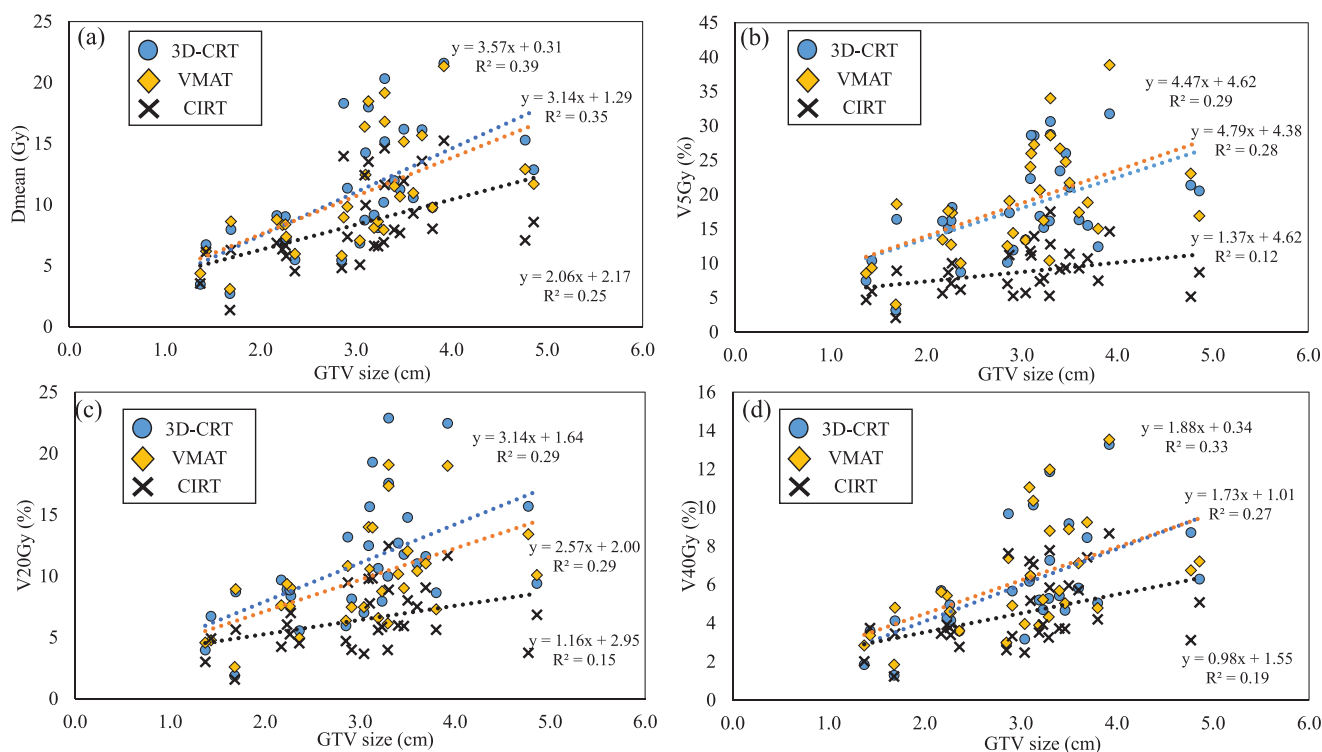 (a)
3D-CRT
VMAT
CIRT
y = 3.57x + 0.31
R² = 0.39
y = 3.14x + 1.29
R² = 0.35
y = 2.06x + 2.17
R² = 0.25
Dmean (Gy)
25
20
15
10
5
0
0.0 1.0 2.0 3.0 4.0 5.0 6.0
GTV size (cm)
(b)
3D-CRT
VMAT
CIRT
y = 4.47x + 4.62
R² = 0.29
y = 4.79x + 4.38
R² = 0.28
y = 1.37x + 4.62
R² = 0.12
V5Gy (%)
45
40
35
30
25
20
15
10
5
0
0.0 1.0 2.0 3.0 4.0 5.0 6.0
GTV size (cm)
(c)
3D-CRT
VMAT
CIRT
y = 3.14x + 1.64
R² = 0.29
y = 2.57x + 2.00
R² = 0.29
y = 1.16x + 2.95
R² = 0.15
V20Gy (%)
25
20
15
10
5
0
0.0 1.0 2.0 3.0 4.0 5.0 6.0
GTV size (cm)
(d)
3D-CRT
VMAT
CIRT
y = 1.88x + 0.34
R² = 0.33
y = 1.73x + 1.01
R² = 0.27
y = 0.98x + 1.55
R² = 0.19
V40Gy (%)
16
14
12
10
8
6
4
2
0
0.0 1.0 2.0 3.0 4.0 5.0 6.0
GTV size (cm)